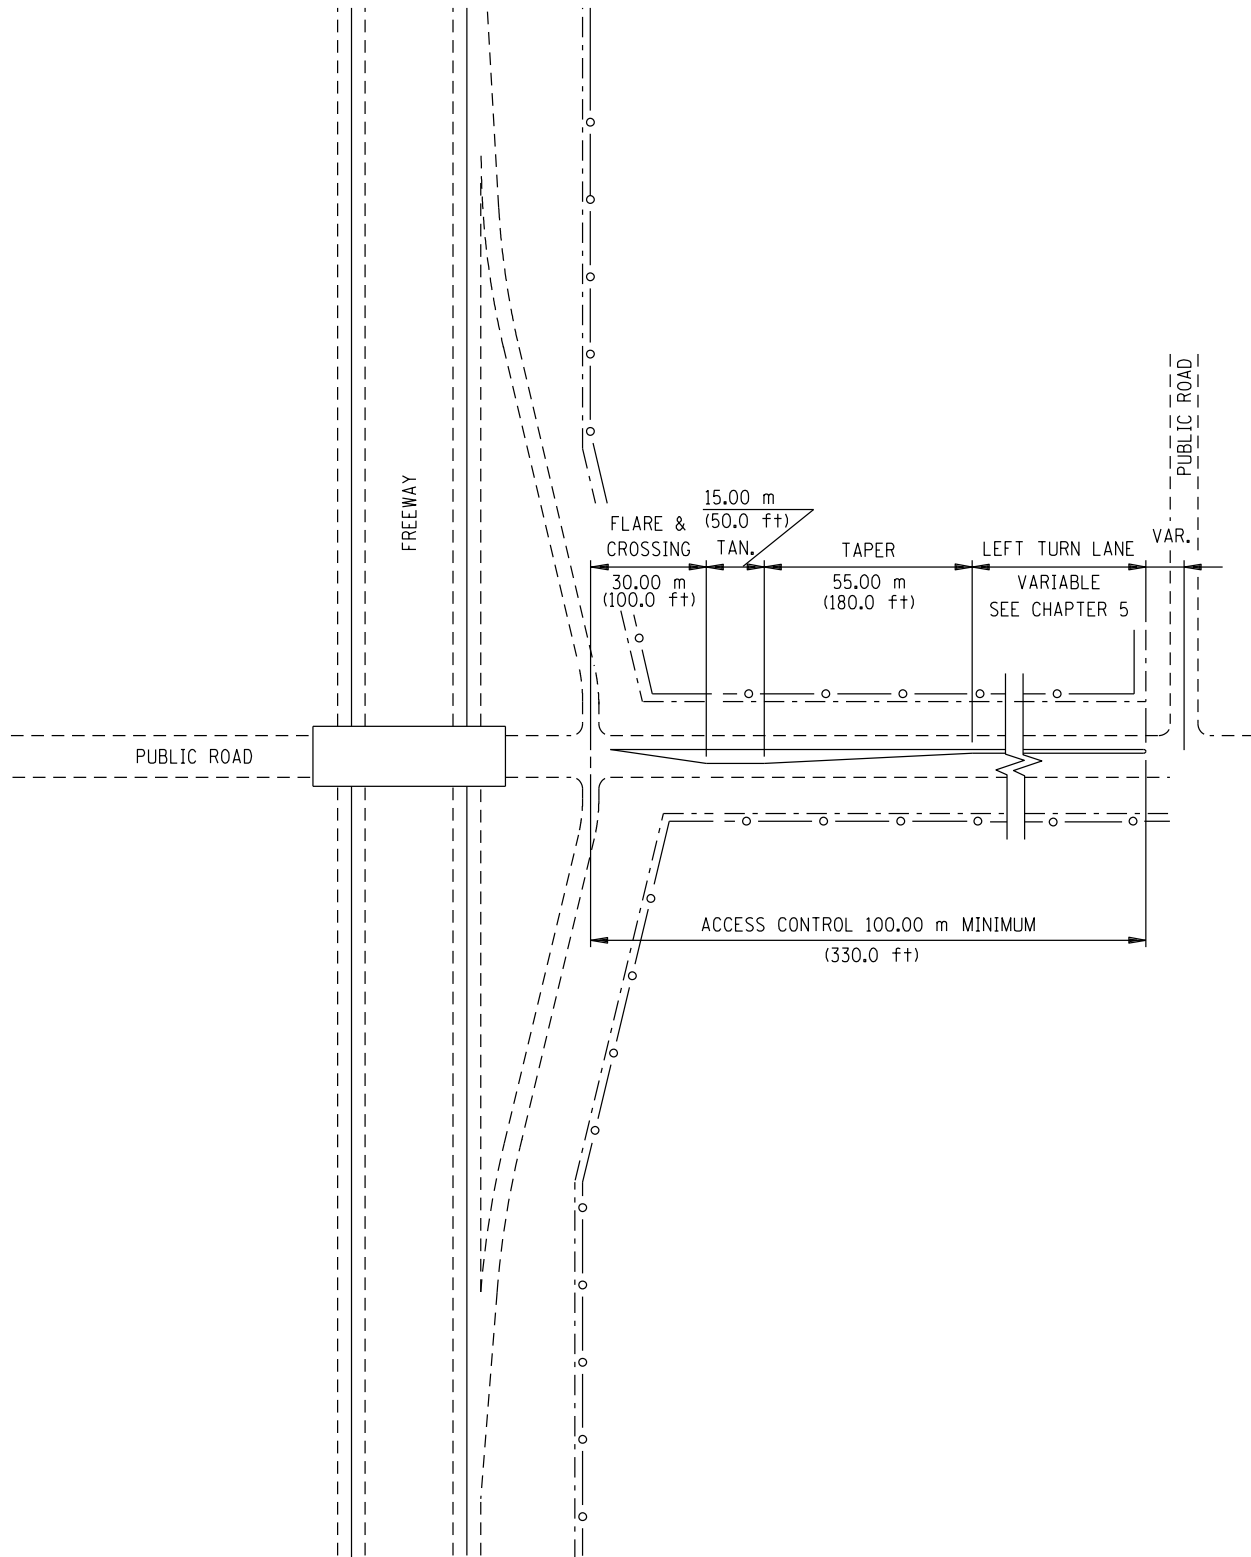 PUBLIC ROAD
FREEWAY
15.00 m
(50.0 ft)
FLARE &
CROSSING
TAN.
TAPER
LEFT TURN LANE
VAR.
30.00 m
(100.0 ft)
55.00 m
(180.0 ft)
VARIABLE
SEE CHAPTER 5
PUBLIC ROAD
ACCESS CONTROL 100.00 m MINIMUM
(330.0 ft)